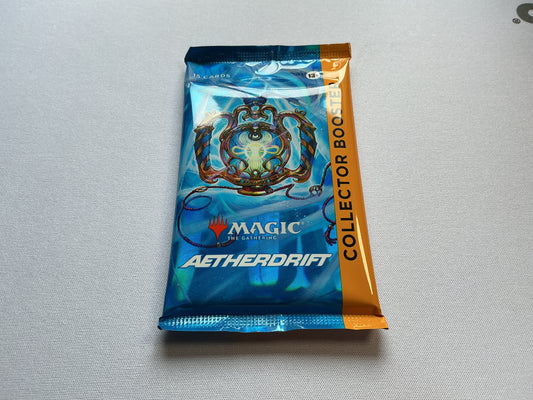 15 CARDS
MAGIC
THE GATHERING
AETHERDRIFT
COLLECTOR BOOSTER